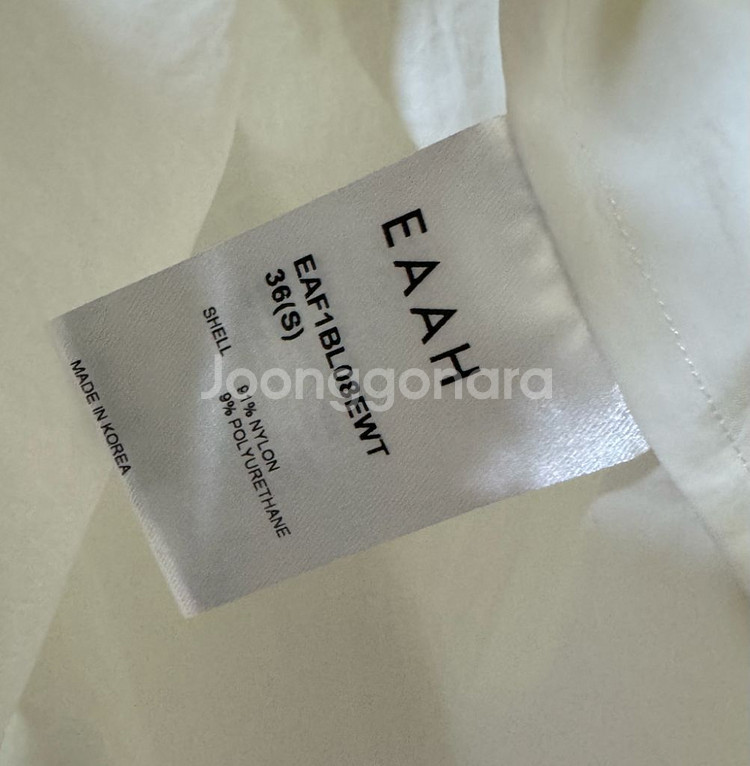 EAAH
EAF1BL08EWT
36(S)
SHELL
91% NYLON
9% POLYURETHANE
MADE IN KOREA
Joonggonara